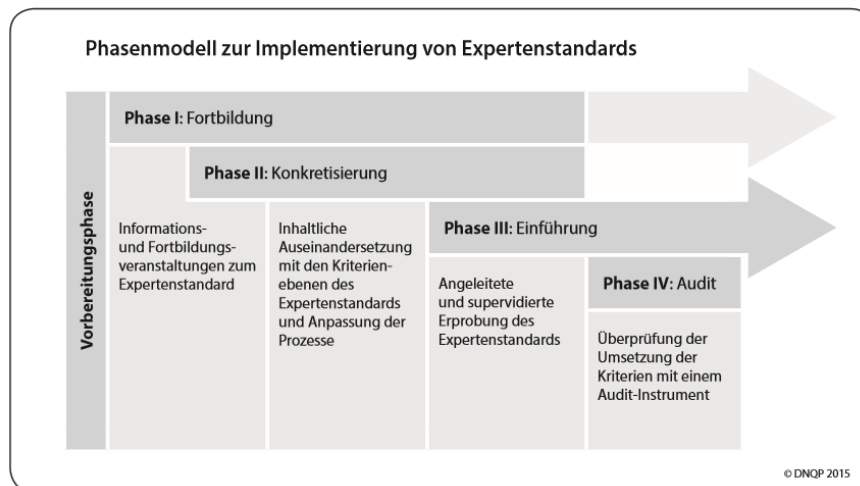 Phasenmodell zur Implementierung von Expertenstandards
Vorbereitungsphase
Phase I: Fortbildung
Phase II: Konkretisierung
Informations-
und Fortbildungs-
veranstaltungen zum
Expertenstandard
Inhaltliche
Auseinandersetzung
mit den Kriterien-
ebenen des
Expertenstandards
und Anpassung der
Prozesse
Phase III: Einführung
Angeleitete
und supervidierte
Erprobung des
Expertenstandards
Phase IV: Audit
Überprüfung der
Umsetzung der
Kriterien mit einem
Audit-Instrument
© DNQP 2015